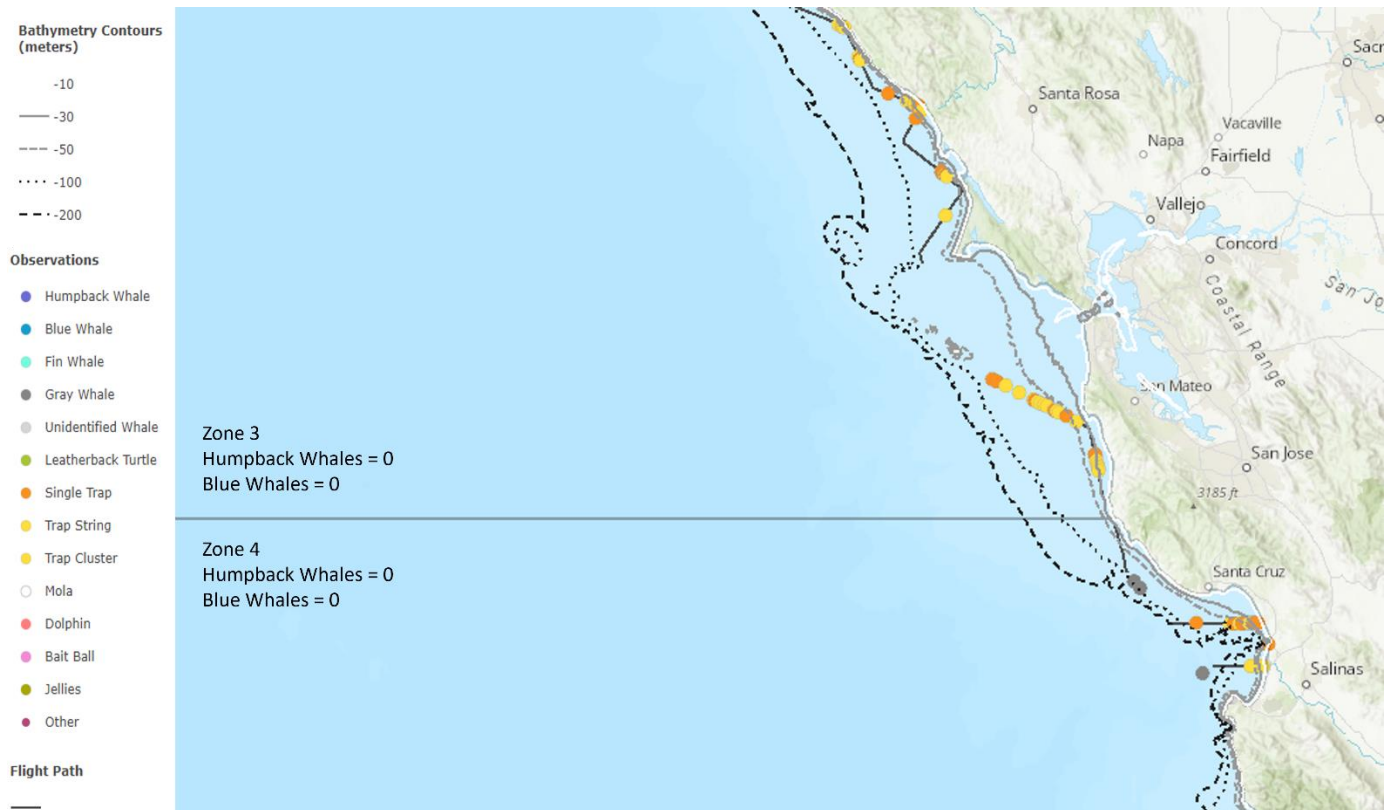 Bathymetry Contours
(meters)
-10
-30
-50
-100
-200
Observations
Humpback Whale
Blue Whale
Fin Whale
Gray Whale
Unidentified Whale
Leatherback Turtle
Single Trap
Trap String
Trap Cluster
Mola
Dolphin
Bait Ball
Jellies
Other
Flight Path
Zone 3
Humpback Whales = 0
Blue Whales = 0
Zone 4
Humpback Whales = 0
Blue Whales = 0
Sacr
Santa Rosa
Vacaville
Napa
Fairfield
Vallejo
Concord
San Jo
Coastal Range
San Mateo
San Jose
3185 ft
Santa Cruz
Salinas